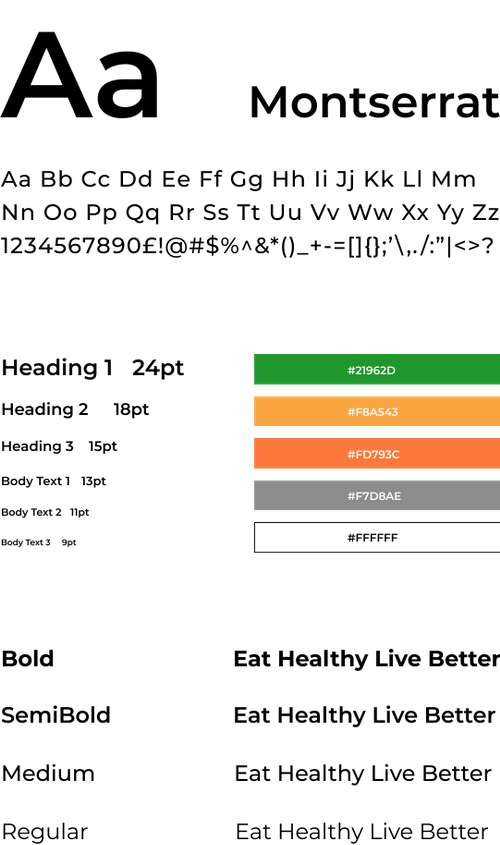 Aa Montserrat
Aa Bb Cc Dd Ee Ff Gg Hh Ii Jj Kk Ll Mm
Nn Oo Pp Qq Rr Ss Tt Uu Vv Ww Xx Yy Zz
1234567890£!@#$%^&*()_+-=[]{};’\,./:”|<>?
Heading 1 24pt
Heading 2 18pt
Heading 3 15pt
Body Text 1 13pt
Body Text 2 11pt
Body Text 3 9pt
#21962D
#F8A543
#FD793C
#F7D8AE
#FFFFFF
Bold Eat Healthy Live Better
SemiBold Eat Healthy Live Better
Medium Eat Healthy Live Better
Regular Eat Healthy Live Better